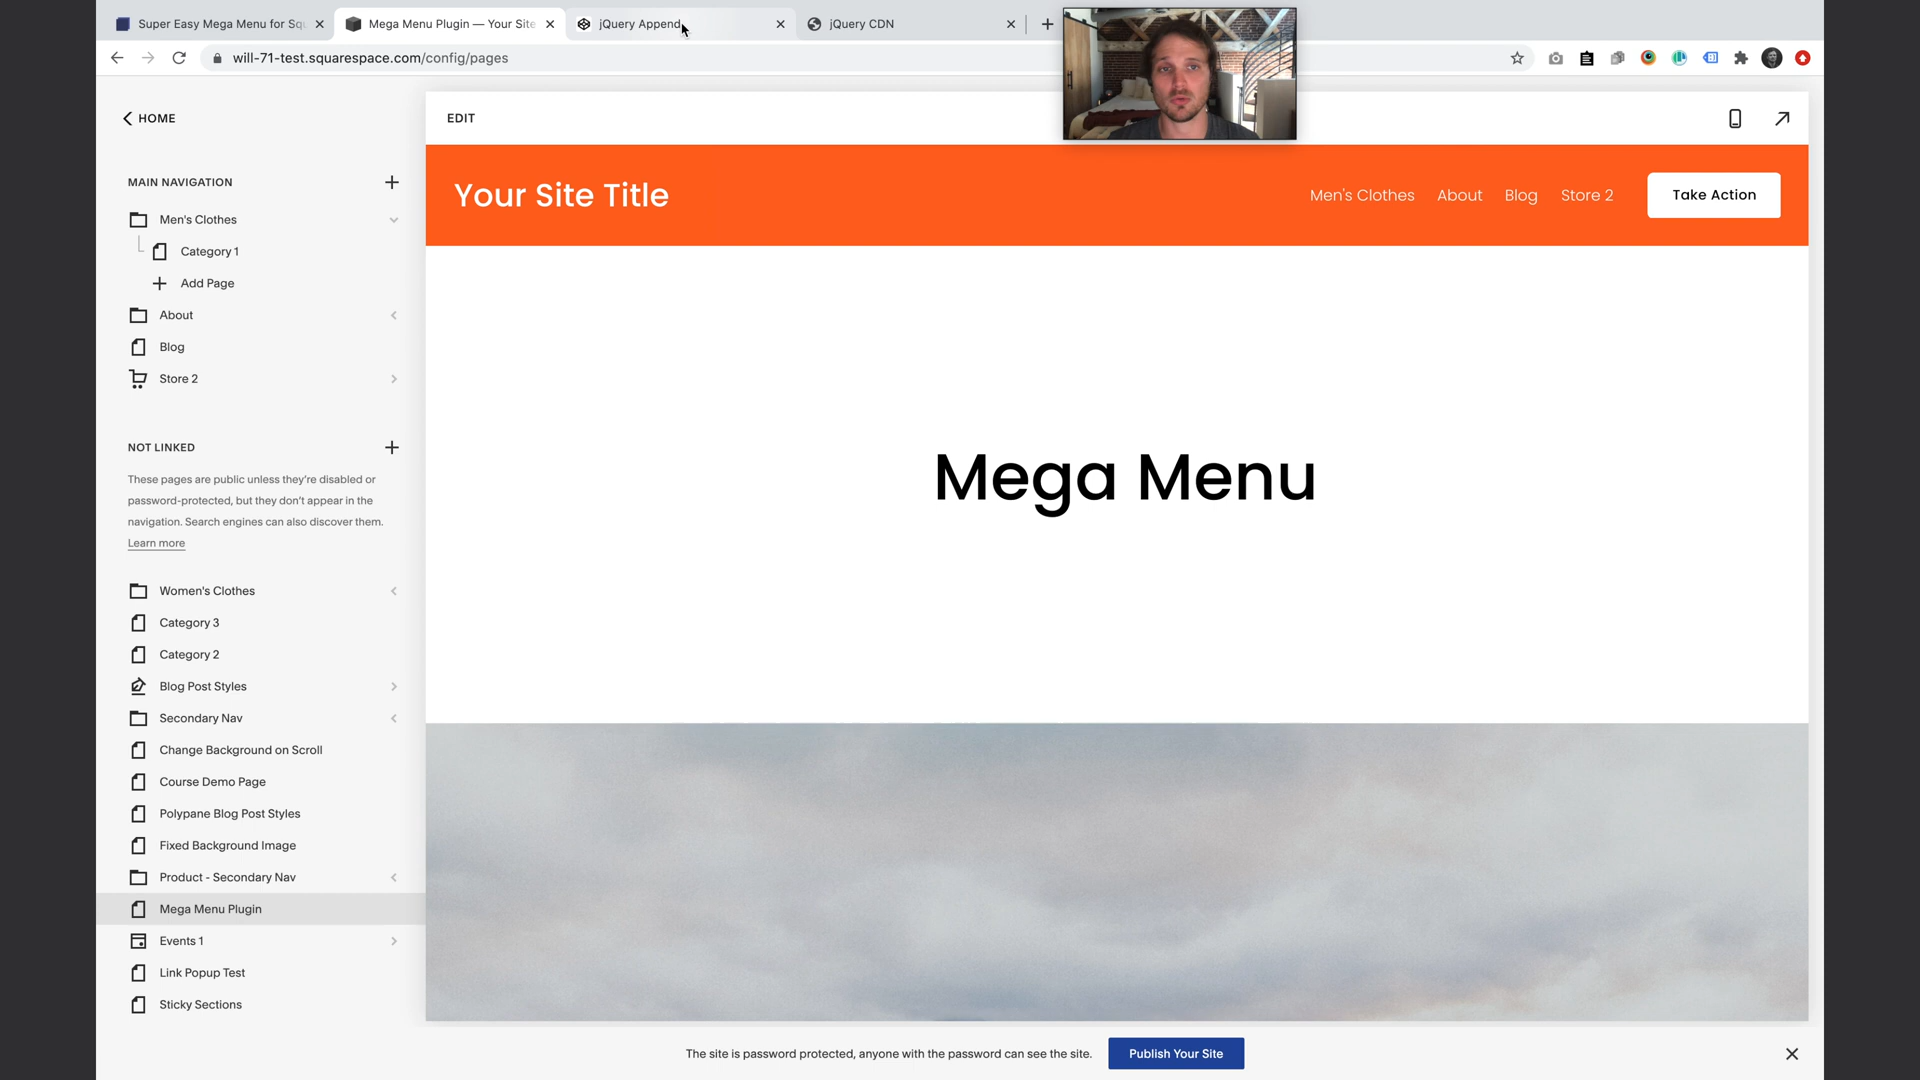 Super Easy Mega Menu for Squ
Mega Menu Plugin — Your Site
jQuery Append
jQuery CDN
will-71-test.squarespace.com/config/pages
HOME
EDIT
MAIN NAVIGATION
Men's Clothes
Category 1
Add Page
About
Blog
Store 2
Your Site Title
Men's Clothes
About
Blog
Store 2
Take Action
Mega Menu
NOT LINKED
These pages are public unless they're disabled or
password-protected, but they don't appear in the
navigation. Search engines can also discover them.
Learn more
Women's Clothes
Category 3
Category 2
Blog Post Styles
Secondary Nav
Change Background on Scroll
Course Demo Page
Polypane Blog Post Styles
Fixed Background Image
Product - Secondary Nav
Mega Menu Plugin
Events 1
Link Popup Test
Sticky Sections
The site is password protected, anyone with the password can see the site.
Publish Your Site